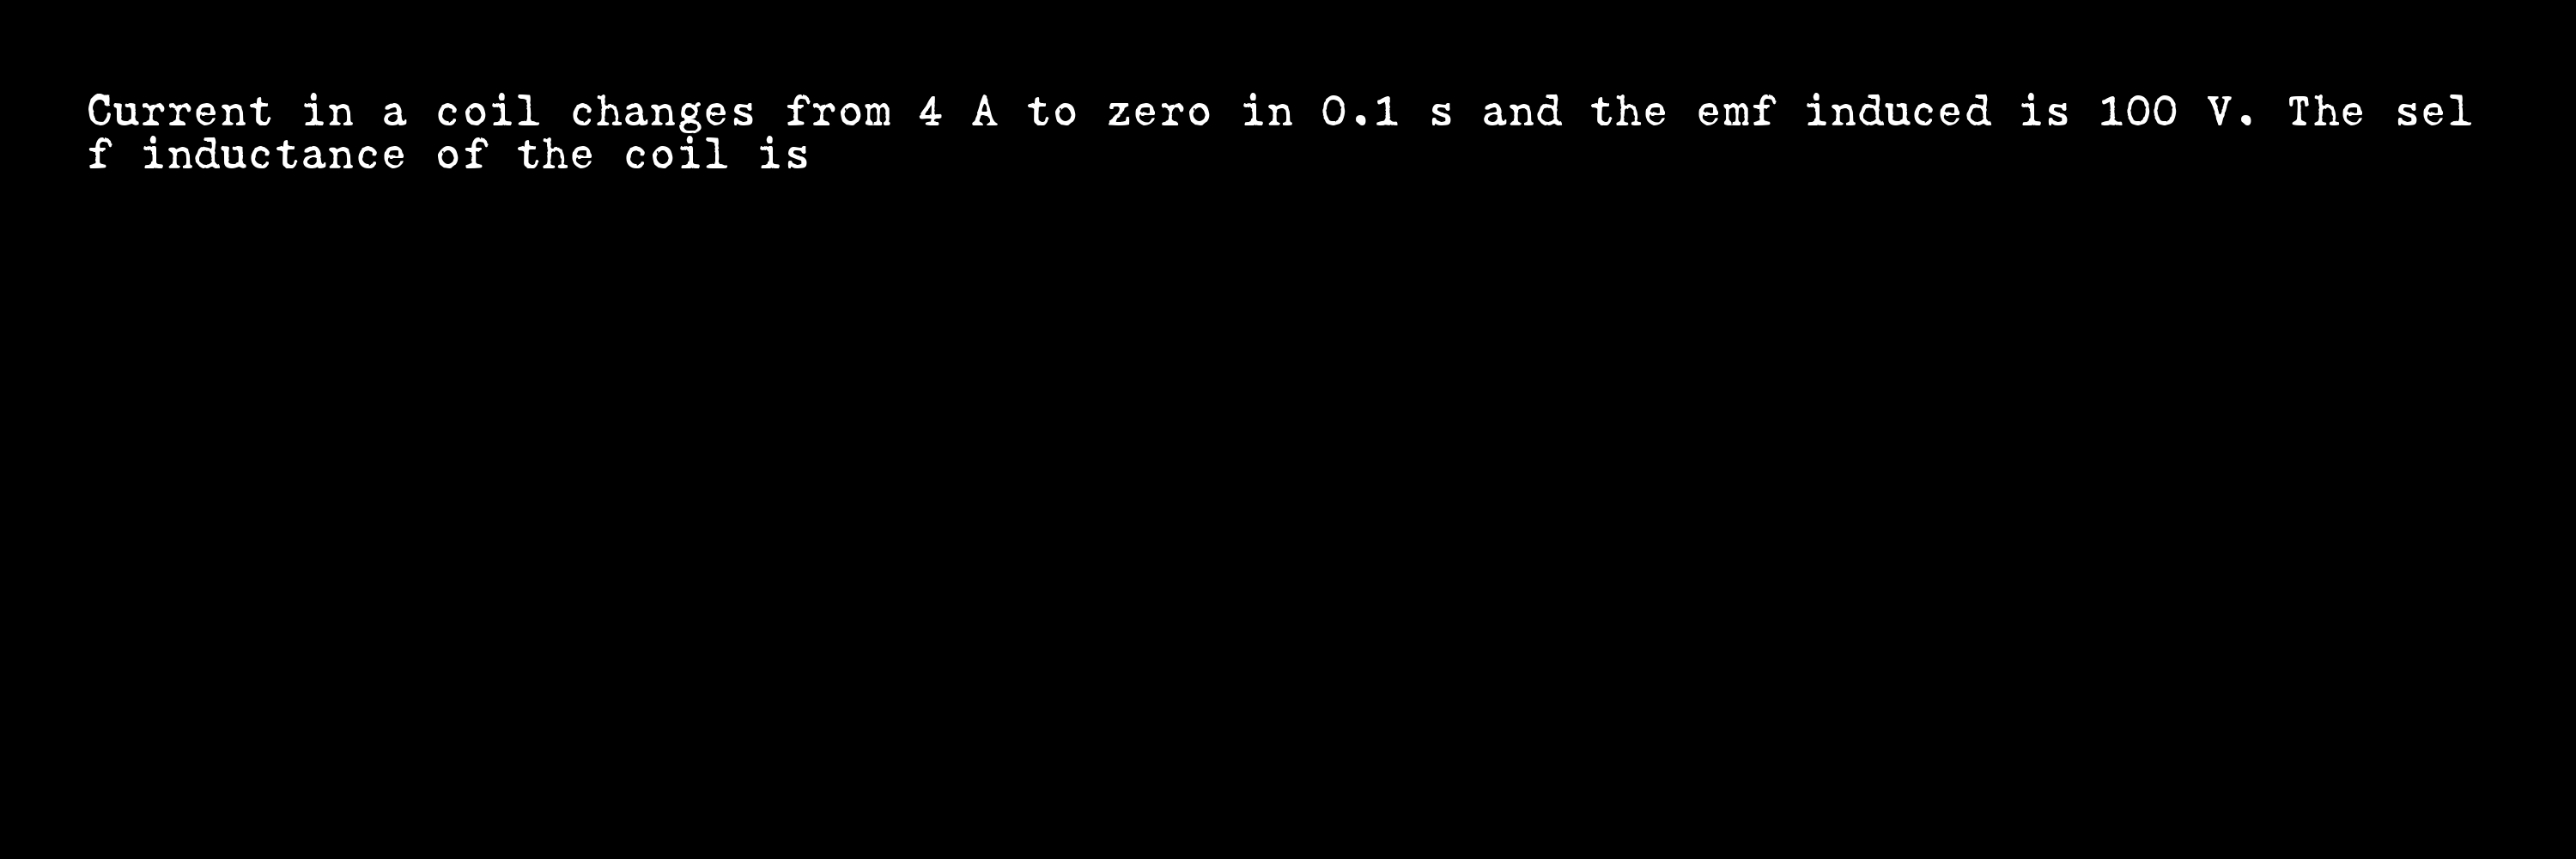 Current in a coil changes from 4 A to zero in 0.1 s and the emf induced is 100 V. The sel
f inductance of the coil is